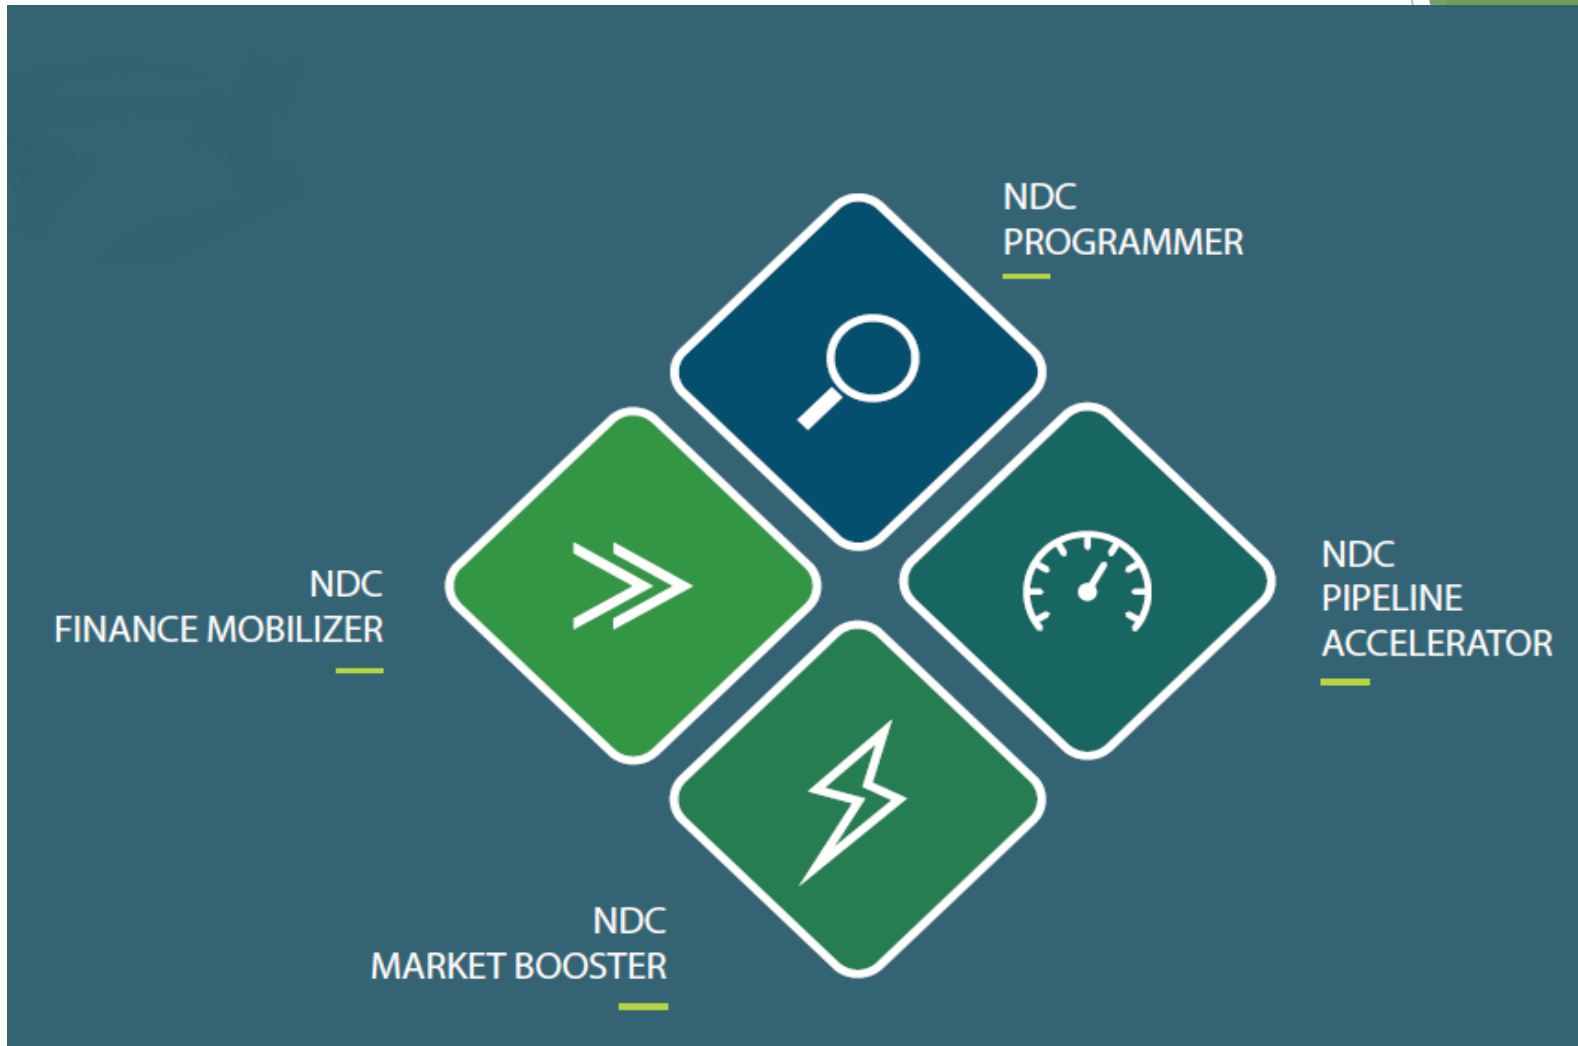 NDC
PROGRAMMER
NDC
PIPELINE
ACCELERATOR
NDC
FINANCE MOBILIZER
NDC
MARKET BOOSTER